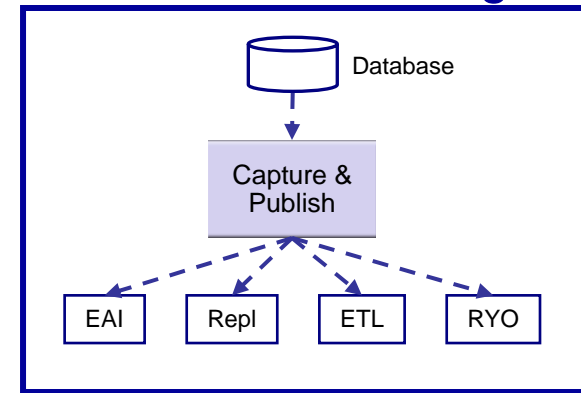 Database
Capture &
Publish
EAI
Repl
ETL
RYO